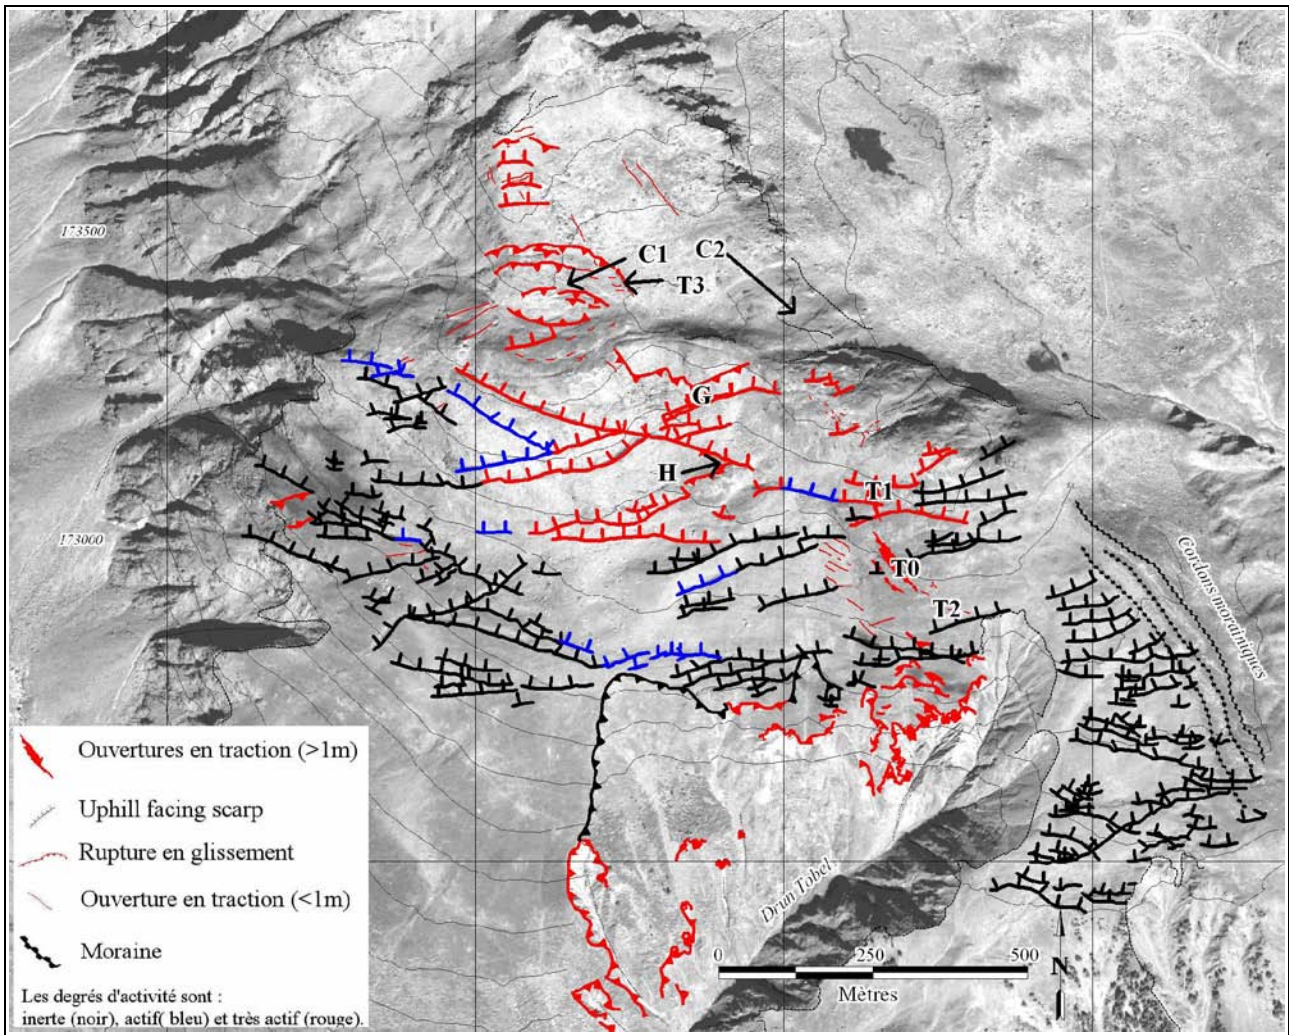 173500
C1
C2
T3
G
H
T1
173000
T0
T2
Cordons morainiques
Ouvertures en traction (>1m)
Uphill facing scarp
Rupture en glissement
Ouverture en traction (<1m)
Moraine
Les degrés d'activité sont :
inerte (noir), actif( bleu) et très actif (rouge).
Drun Tobel
0 250 500
Mètres
N